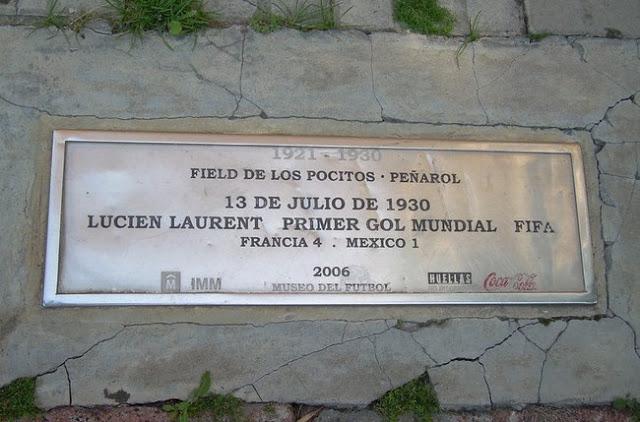 1921 - 1930
FIELD DE LOS POCITOS · PEÑAROL
13 DE JULIO DE 1930
LUCIEN LAURENT PRIMER GOL MUNDIAL FIFA
FRANCIA 4 . MEXICO 1
2006
M IMM HUELLAS Coca-Cola
MUSEO DEL FUTBOL